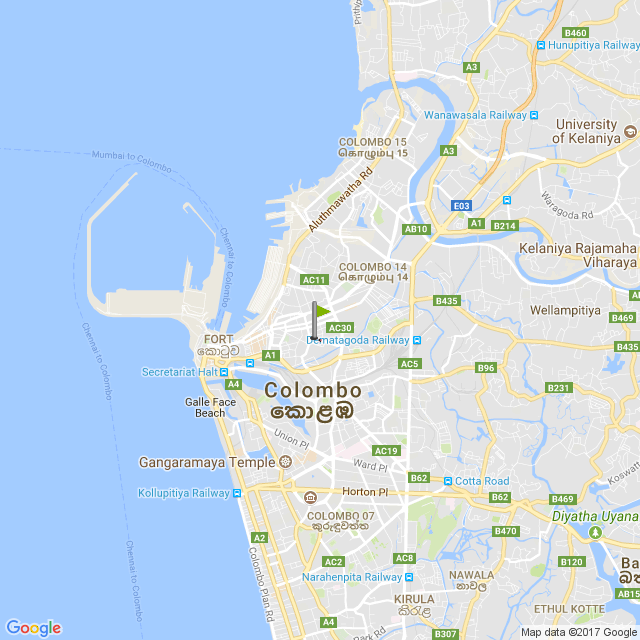 B460
Hunupitiya Railway
A3
Wanawasala Railway
University
of Kelaniya
COLOMBO 15
கொழும்பு 15
A3
Mumbai to Colombo
Aluthmawatha Rd
E03
A1
B214
Waragoda Rd
AB10
Chennai to Colombo
Kelaniya Rajamaha
Viharaya
COLOMBO 14
கொழும்பு 14
AC11
B435
Wellampitiya
B469
AC30
Dematagoda Railway
FORT
කොටුව
A1
B435
Secretariat Halt
A4
AC5
B96
B231
Colombo
කොළඹ
Galle Face
Beach
Chennai to Colombo
Union Pl
AC19
Gangaramaya Temple
Ward Pl
B62
Cotta Road
Kollupitiya Railway
Horton Pl
B62
B469
COLOMBO 07
කුරුඳුවත්ත
Diyatha Uyana
B470
A2
AC2
AC8
B120
Narahenpita Railway
NAWALA
නාවල
AB15
Colombo Plan Rd
Chennai to Colombo
KIRULA
කිරුළ
ETHUL KOTTE
Park Rd
B307
Google
Map data ©2017 Google